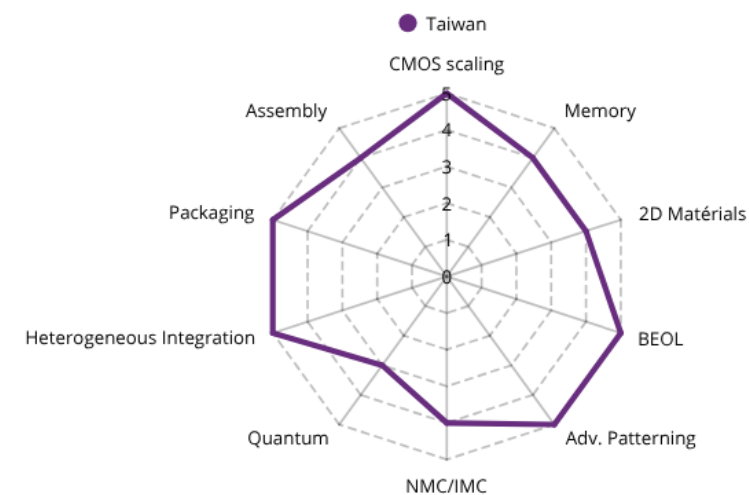 Taiwan
CMOS scaling
Assembly
Memory
Packaging
2D Matérials
Heterogeneous Integration
BEOL
Quantum
Adv. Patterning
NMC/IMC
5
4
3
2
1
0